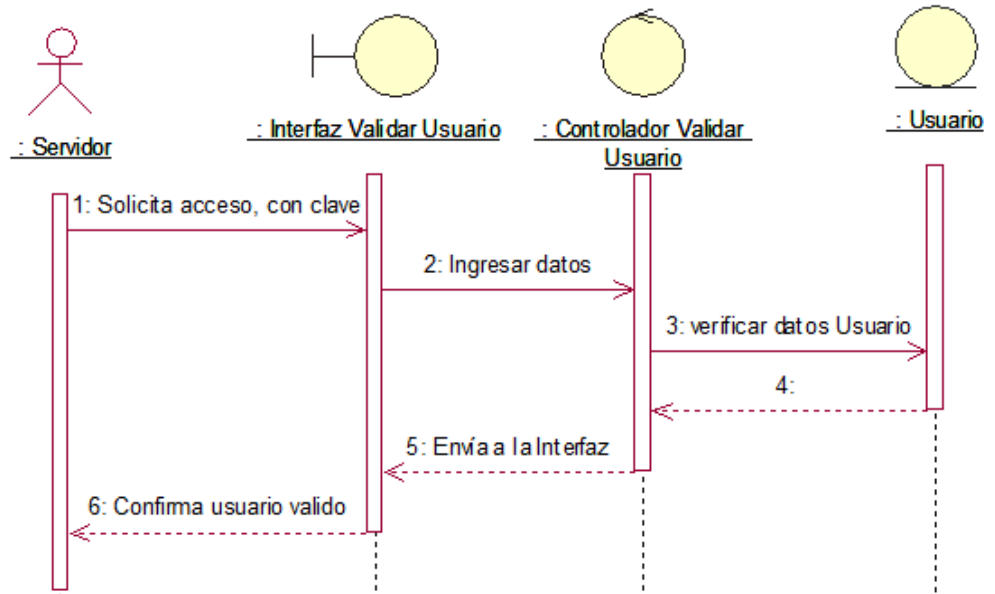 : Servidor
: Interfaz Validar Usuario
: Controlador Validar
Usuario
: Usuario
1: Solicita acceso, con clave
2: Ingresar datos
3: verificar datos Usuario
4:
5: Envía a la Interfaz
6: Confirma usuario valido